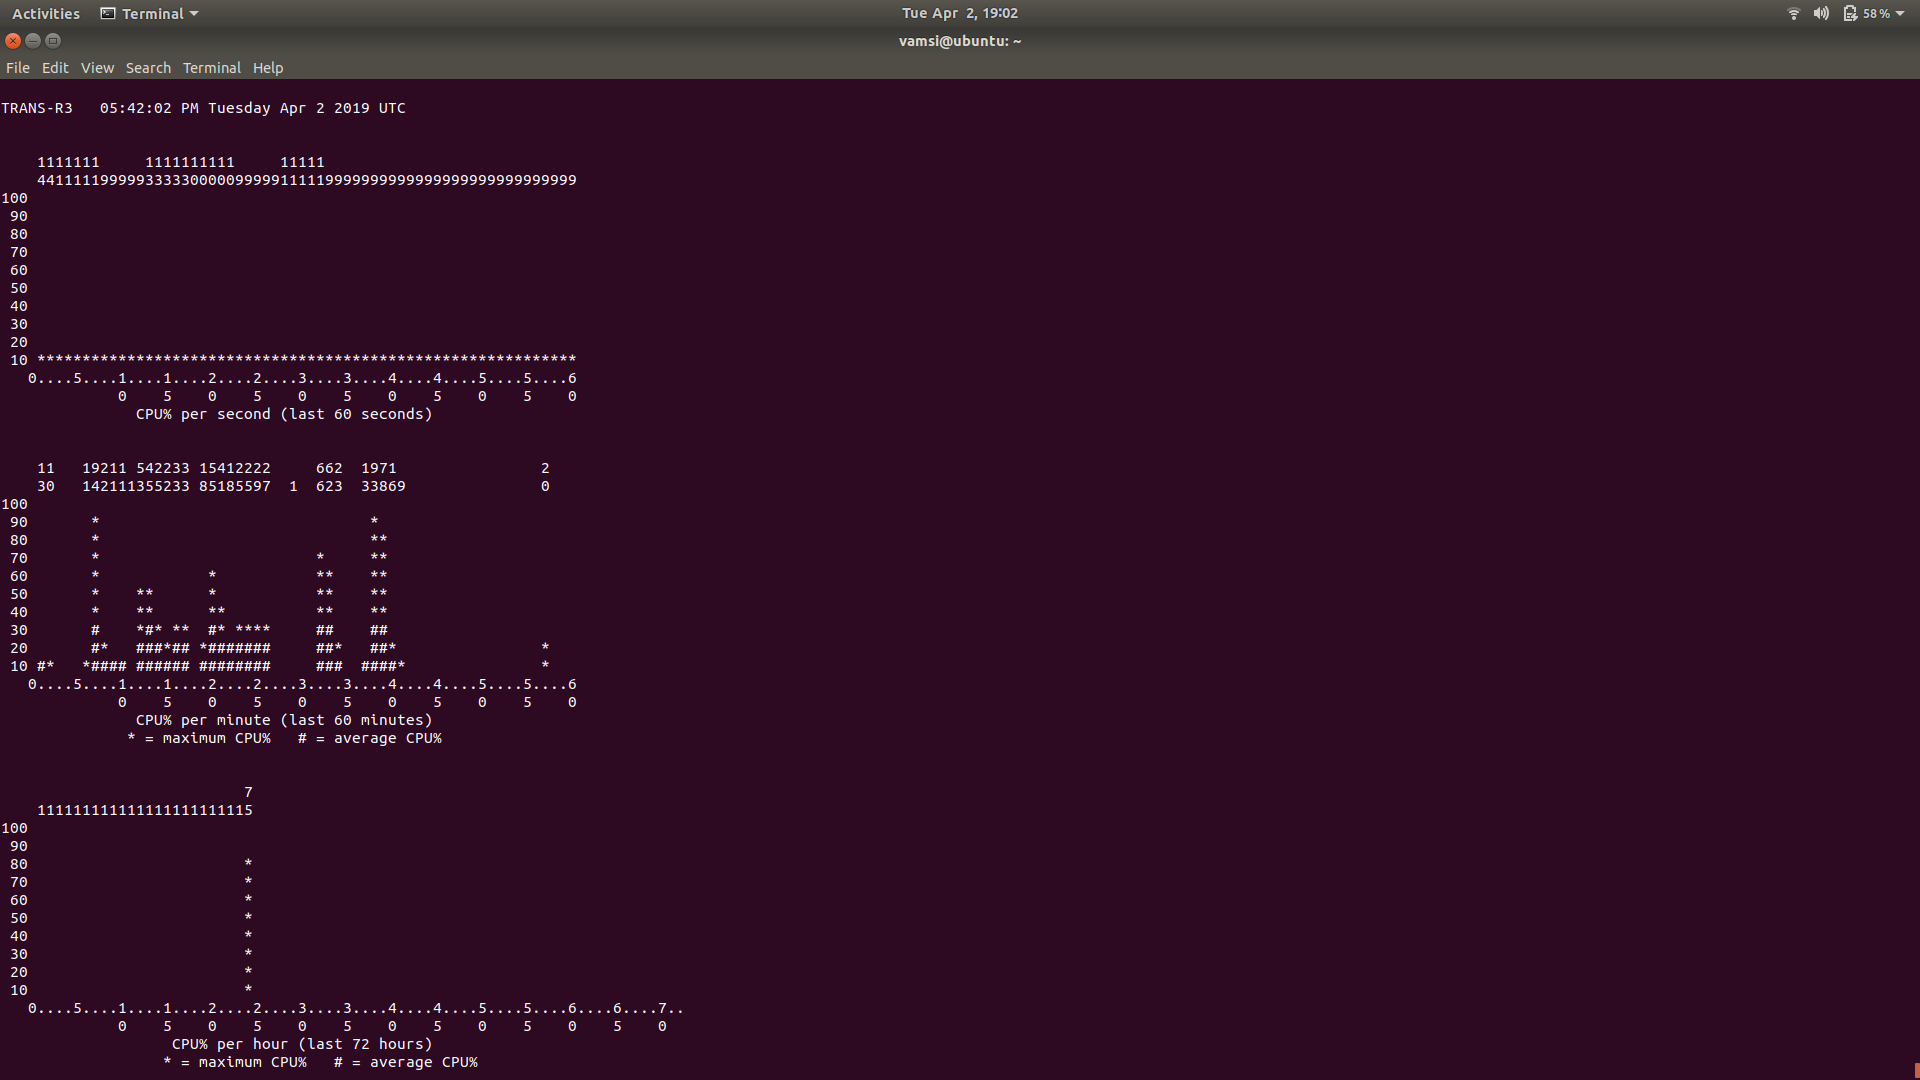 Activities Terminal Tue Apr 2, 19:02 58%
vamsi@ubuntu: ~
File Edit View Search Terminal Help
TRANS-R3   05:42:02 PM Tuesday Apr 2 2019 UTC
    1111111     1111111111     11111
    441111199999333330000099999111119999999999999999999999999999
100
 90
 80
 70
 60
 50
 40
 30
 20
 10 ************************************************************
   0....5....1....1....2....2....3....3....4....4....5....5....6
             0    5    0    5    0    5    0    5    0    5    0
               CPU% per second (last 60 seconds)
    11   19211 542233 15412222     662  1971                2
    30   142111355233 85185597  1  623  33869               0
100
 90       *                              *
 80       *                              **
 70       *                        *     **
 60       *            *           **    **
 50       *    **      *           **    **
 40       *    **      **          **    **
 30       #    *#* **  #* ****     ##    ##
 20       #*   ###*## *#######     ##*   ##*                *
 10 #*   *#### ###### ########     ###  ####*               *
   0....5....1....1....2....2....3....3....4....4....5....5....6
             0    5    0    5    0    5    0    5    0    5    0
               CPU% per minute (last 60 minutes)
              * = maximum CPU%   # = average CPU%
                           7
    111111111111111111111115
100
 90
 80                        *
 70                        *
 60                        *
 50                        *
 40                        *
 30                        *
 20                        *
 10                        *
   0....5....1....1....2....2....3....3....4....4....5....5....6....6....7..
             0    5    0    5    0    5    0    5    0    5    0    5    0
                   CPU% per hour (last 72 hours)
                  * = maximum CPU%   # = average CPU%